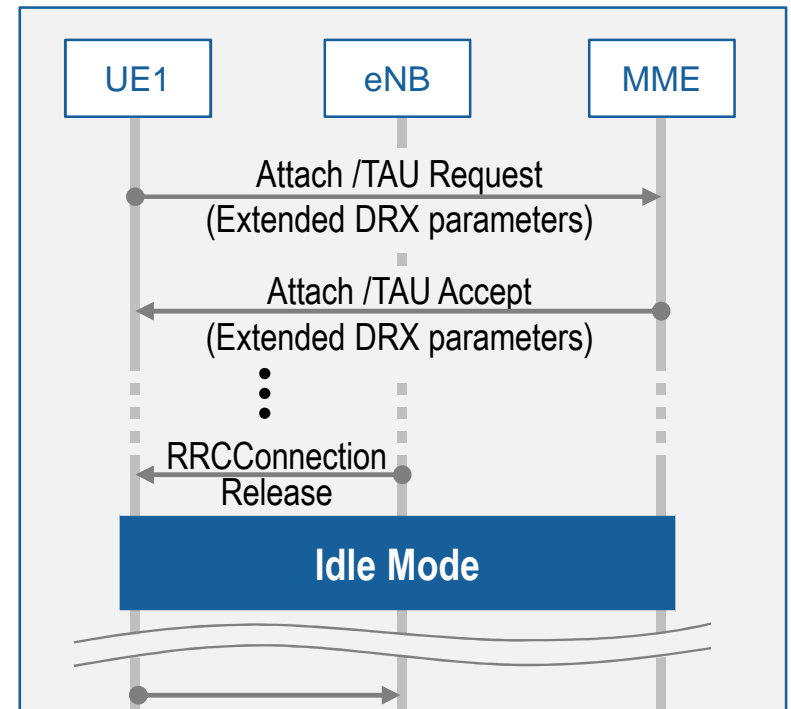 UE1
eNB
MME
Attach /TAU Request
(Extended DRX parameters)
Attach /TAU Accept
(Extended DRX parameters)
RRCConnection
Release
Idle Mode